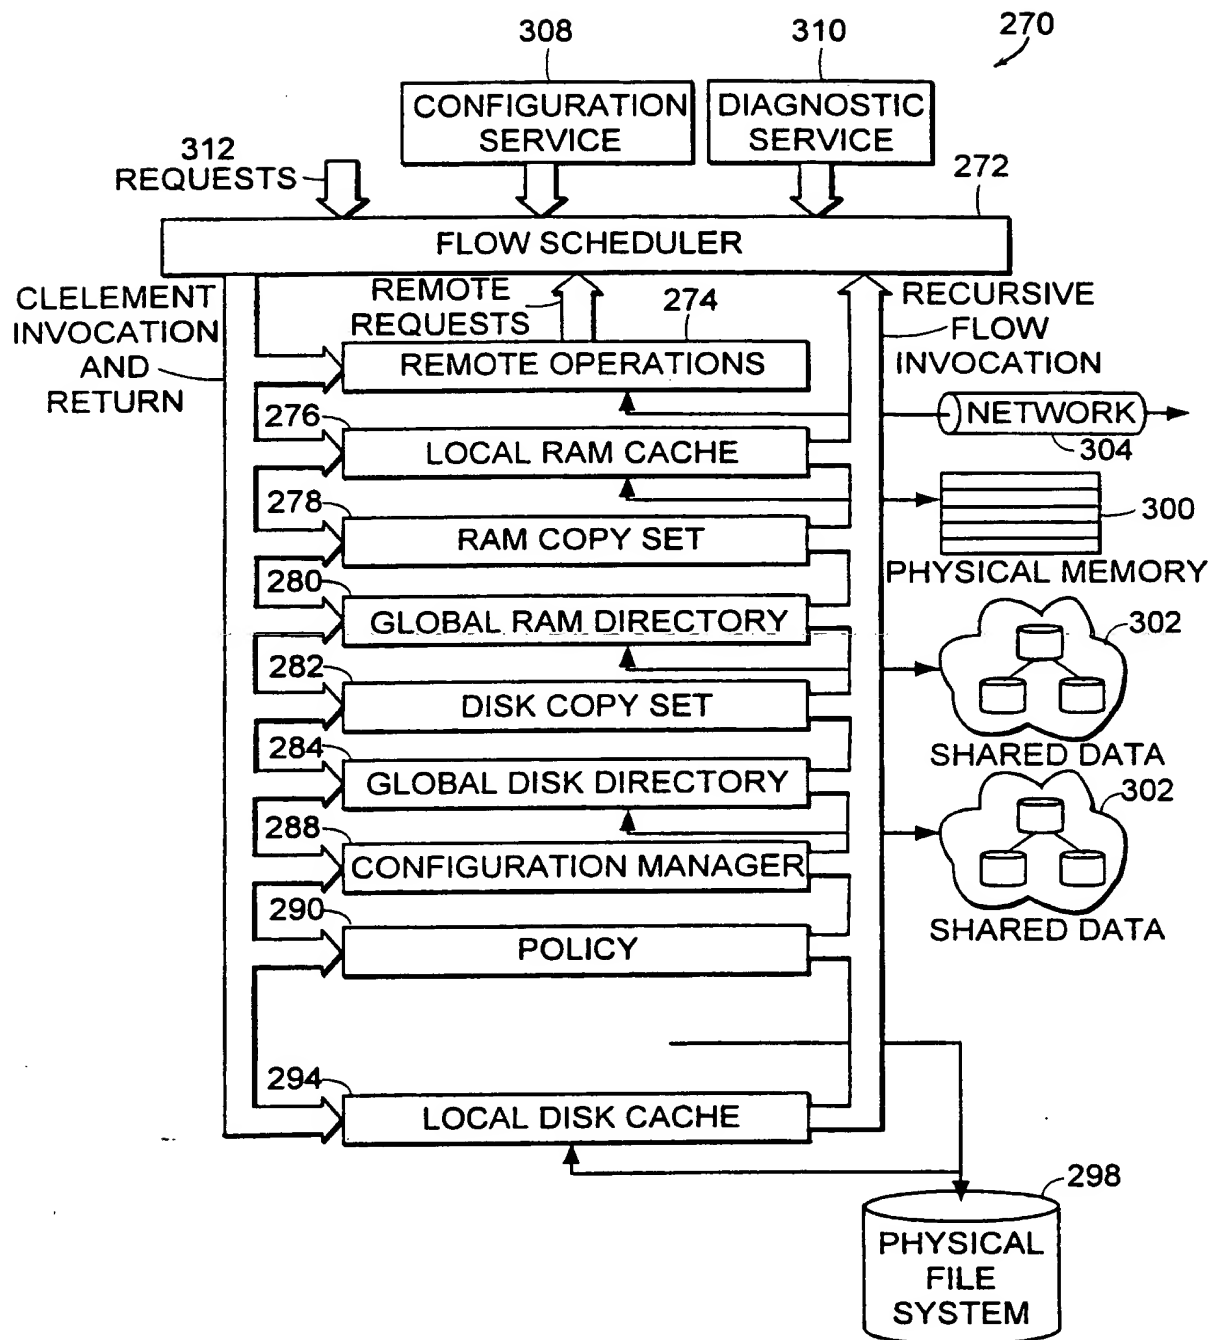 308
310
270
CONFIGURATION
SERVICE
DIAGNOSTIC
SERVICE
312
REQUESTS
272
FLOW SCHEDULER
CLELEMENT
INVOCATION
AND
RETURN
REMOTE
REQUESTS
274
RECURSIVE
FLOW
INVOCATION
REMOTE OPERATIONS
276
NETWORK
304
LOCAL RAM CACHE
278
300
RAM COPY SET
PHYSICAL MEMORY
280
GLOBAL RAM DIRECTORY
302
282
DISK COPY SET
SHARED DATA
284
GLOBAL DISK DIRECTORY
302
288
CONFIGURATION MANAGER
290
SHARED DATA
POLICY
294
LOCAL DISK CACHE
298
PHYSICAL
FILE
SYSTEM